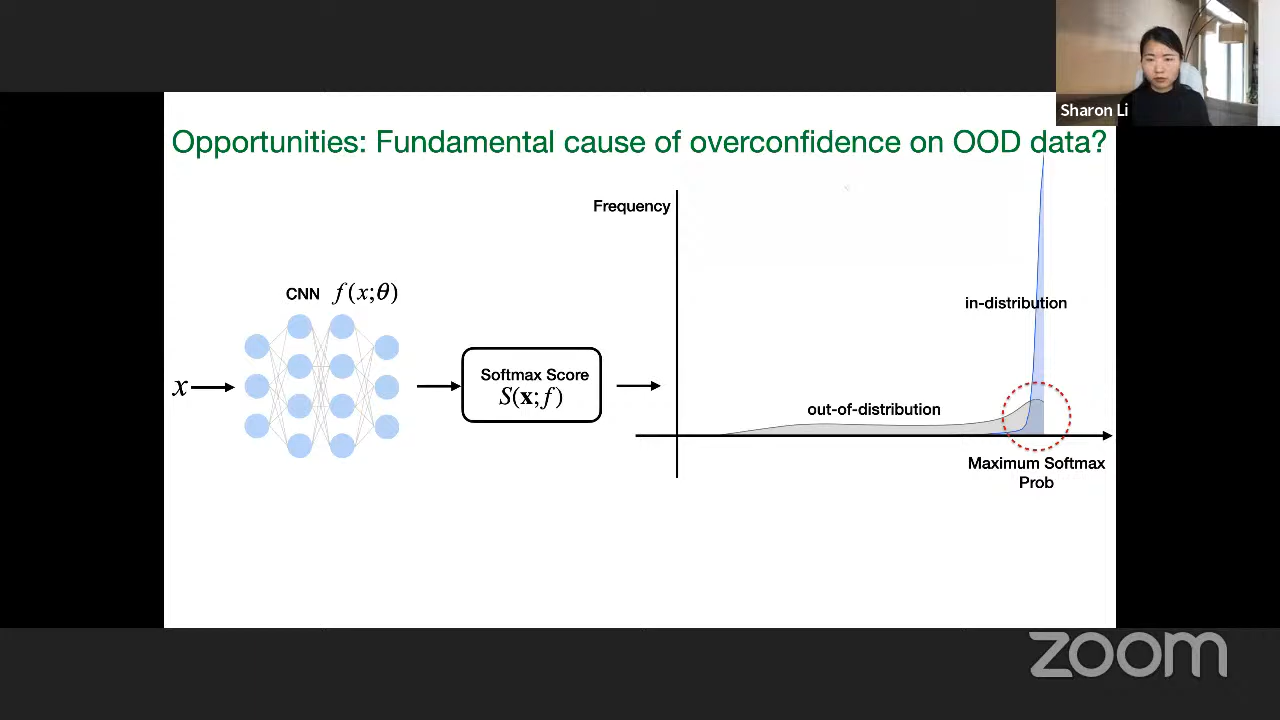 Sharon Li
Opportunities: Fundamental cause of overconfidence on OOD data?
Frequency
CNN f(x;θ)
in-distribution
x
Softmax Score
S(x; f)
out-of-distribution
Maximum Softmax
Prob
zoom